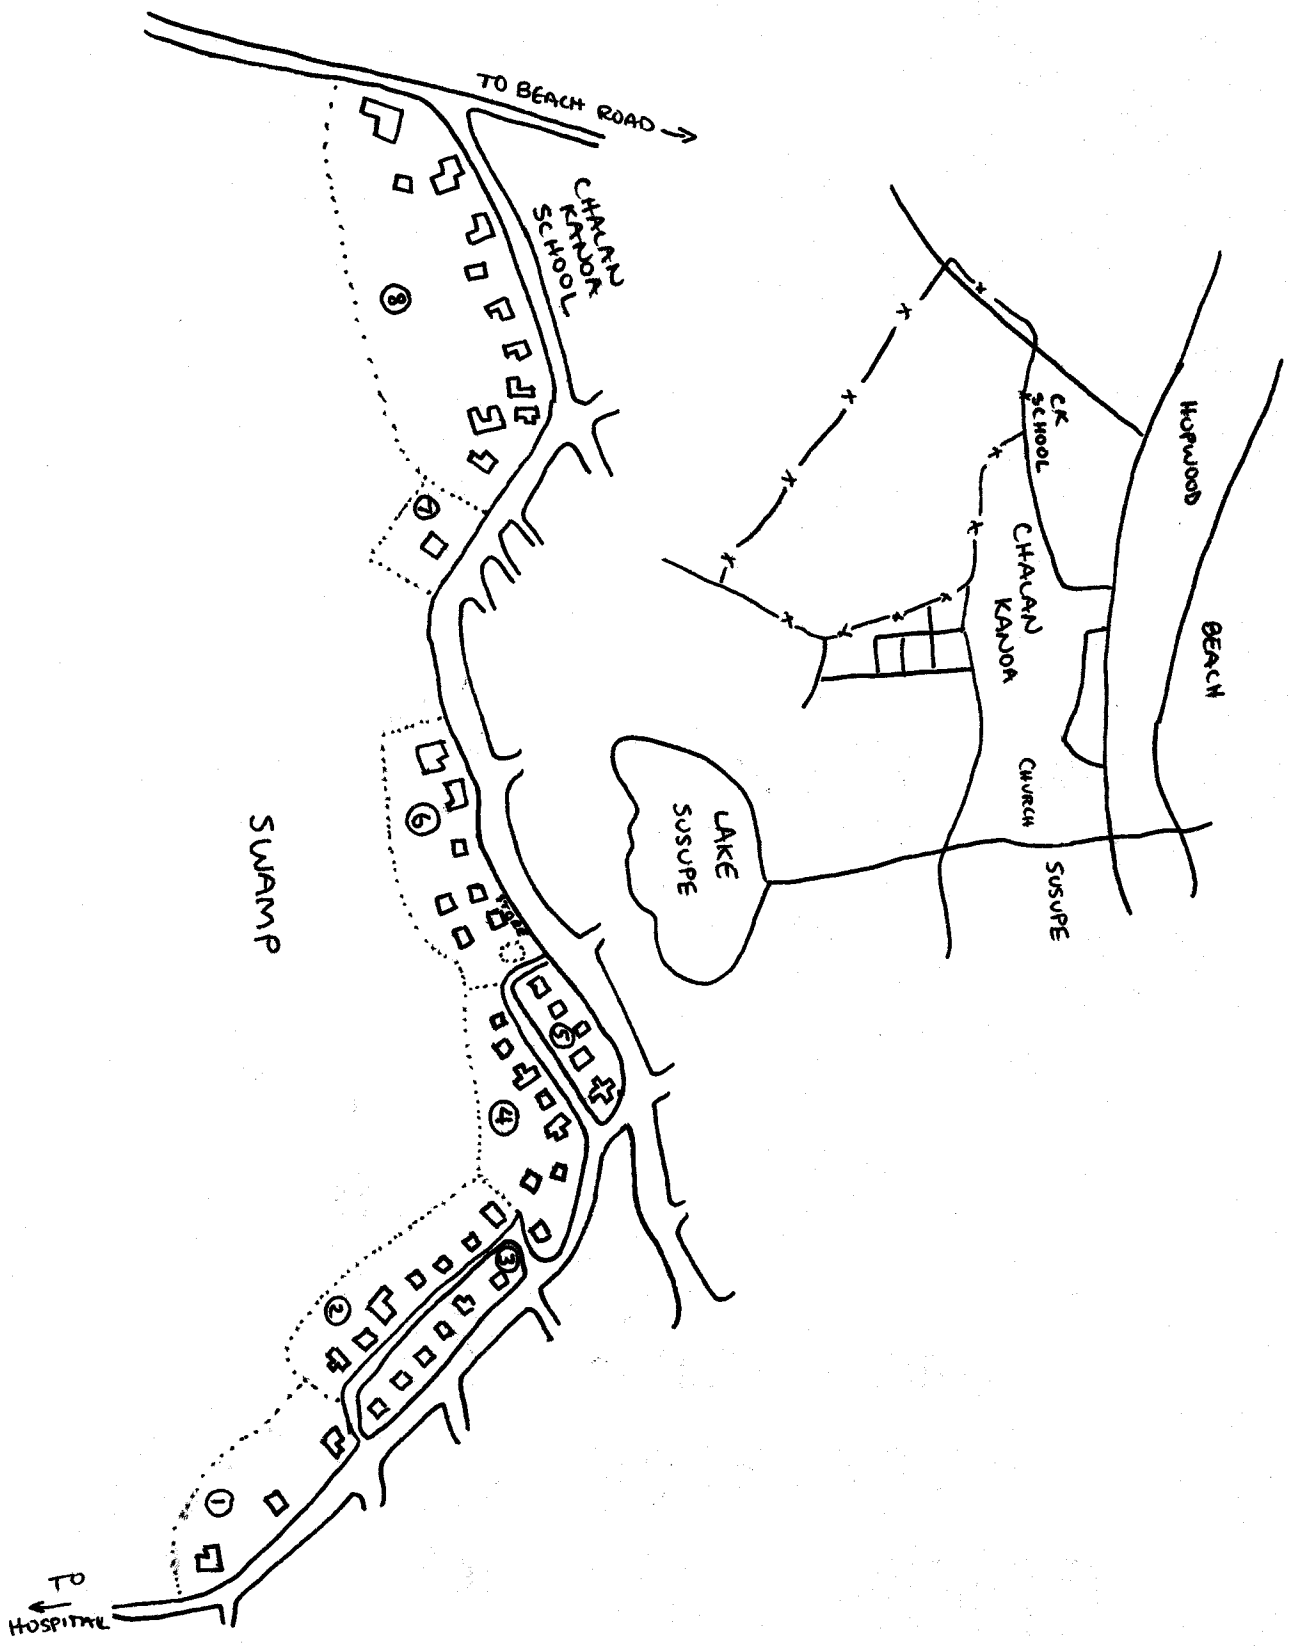 TO BEACH ROAD →
CHALAN
KANOA
SCHOOL
8
7
6
STORE
5
4
3
2
1
SWAMP
TO
HOSPITAL
HOPWOOD
BEACH
CK
SCHOOL
CHALAN
KANOA
CHURCH
SUSUPE
LAKE
SUSUPE